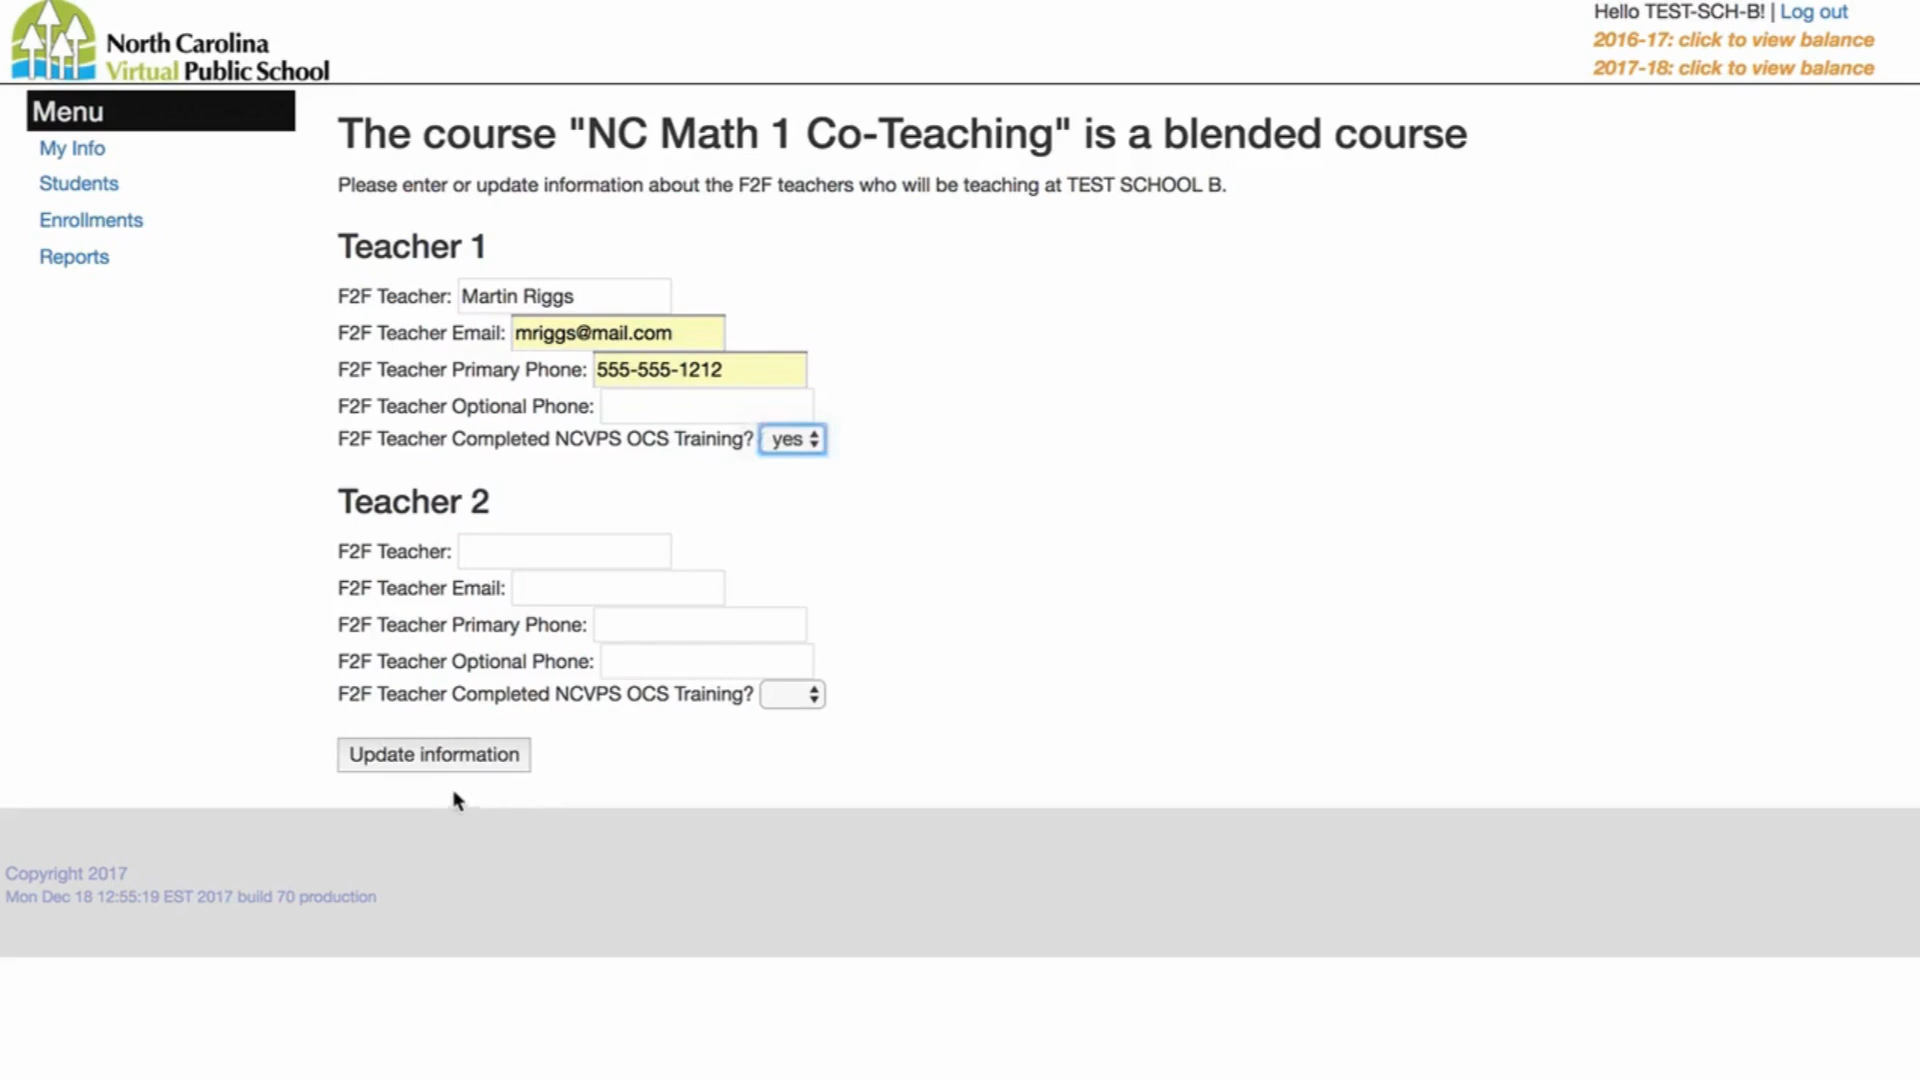 North Carolina
Virtual Public School
Hello TEST-SCH-B! | Log out
2016-17: click to view balance
2017-18: click to view balance
Menu
My Info
Students
Enrollments
Reports
The course "NC Math 1 Co-Teaching" is a blended course
Please enter or update information about the F2F teachers who will be teaching at TEST SCHOOL B.
Teacher 1
F2F Teacher: Martin Riggs
F2F Teacher Email: mriggs@mail.com
F2F Teacher Primary Phone: 555-555-1212
F2F Teacher Optional Phone:
F2F Teacher Completed NCVPS OCS Training? yes
Teacher 2
F2F Teacher:
F2F Teacher Email:
F2F Teacher Primary Phone:
F2F Teacher Optional Phone:
F2F Teacher Completed NCVPS OCS Training?
Update information
Copyright 2017
Mon Dec 18 12:55:19 EST 2017 build 70 production